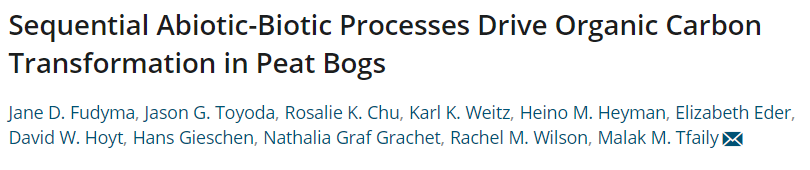 Sequential Abiotic-Biotic Processes Drive Organic Carbon
Transformation in Peat Bogs
Jane D. Fudyma, Jason G. Toyoda, Rosalie K. Chu, Karl K. Weitz, Heino M. Heyman, Elizabeth Eder,
David W. Hoyt, Hans Gieschen, Nathalia Graf Grachet, Rachel M. Wilson, Malak M. Tfaily